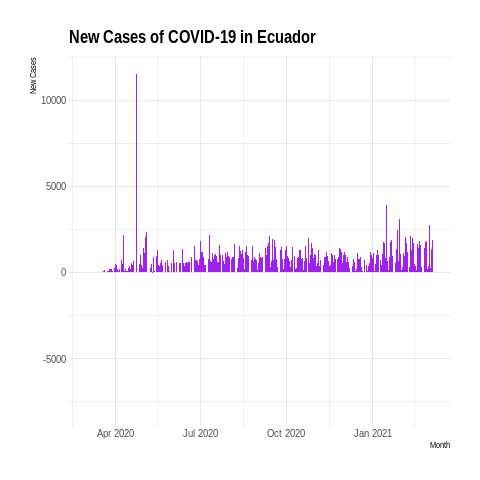 New Cases of COVID-19 in Ecuador
New Cases
10000
5000
0
-5000
Apr 2020
Jul 2020
Oct 2020
Jan 2021
Month